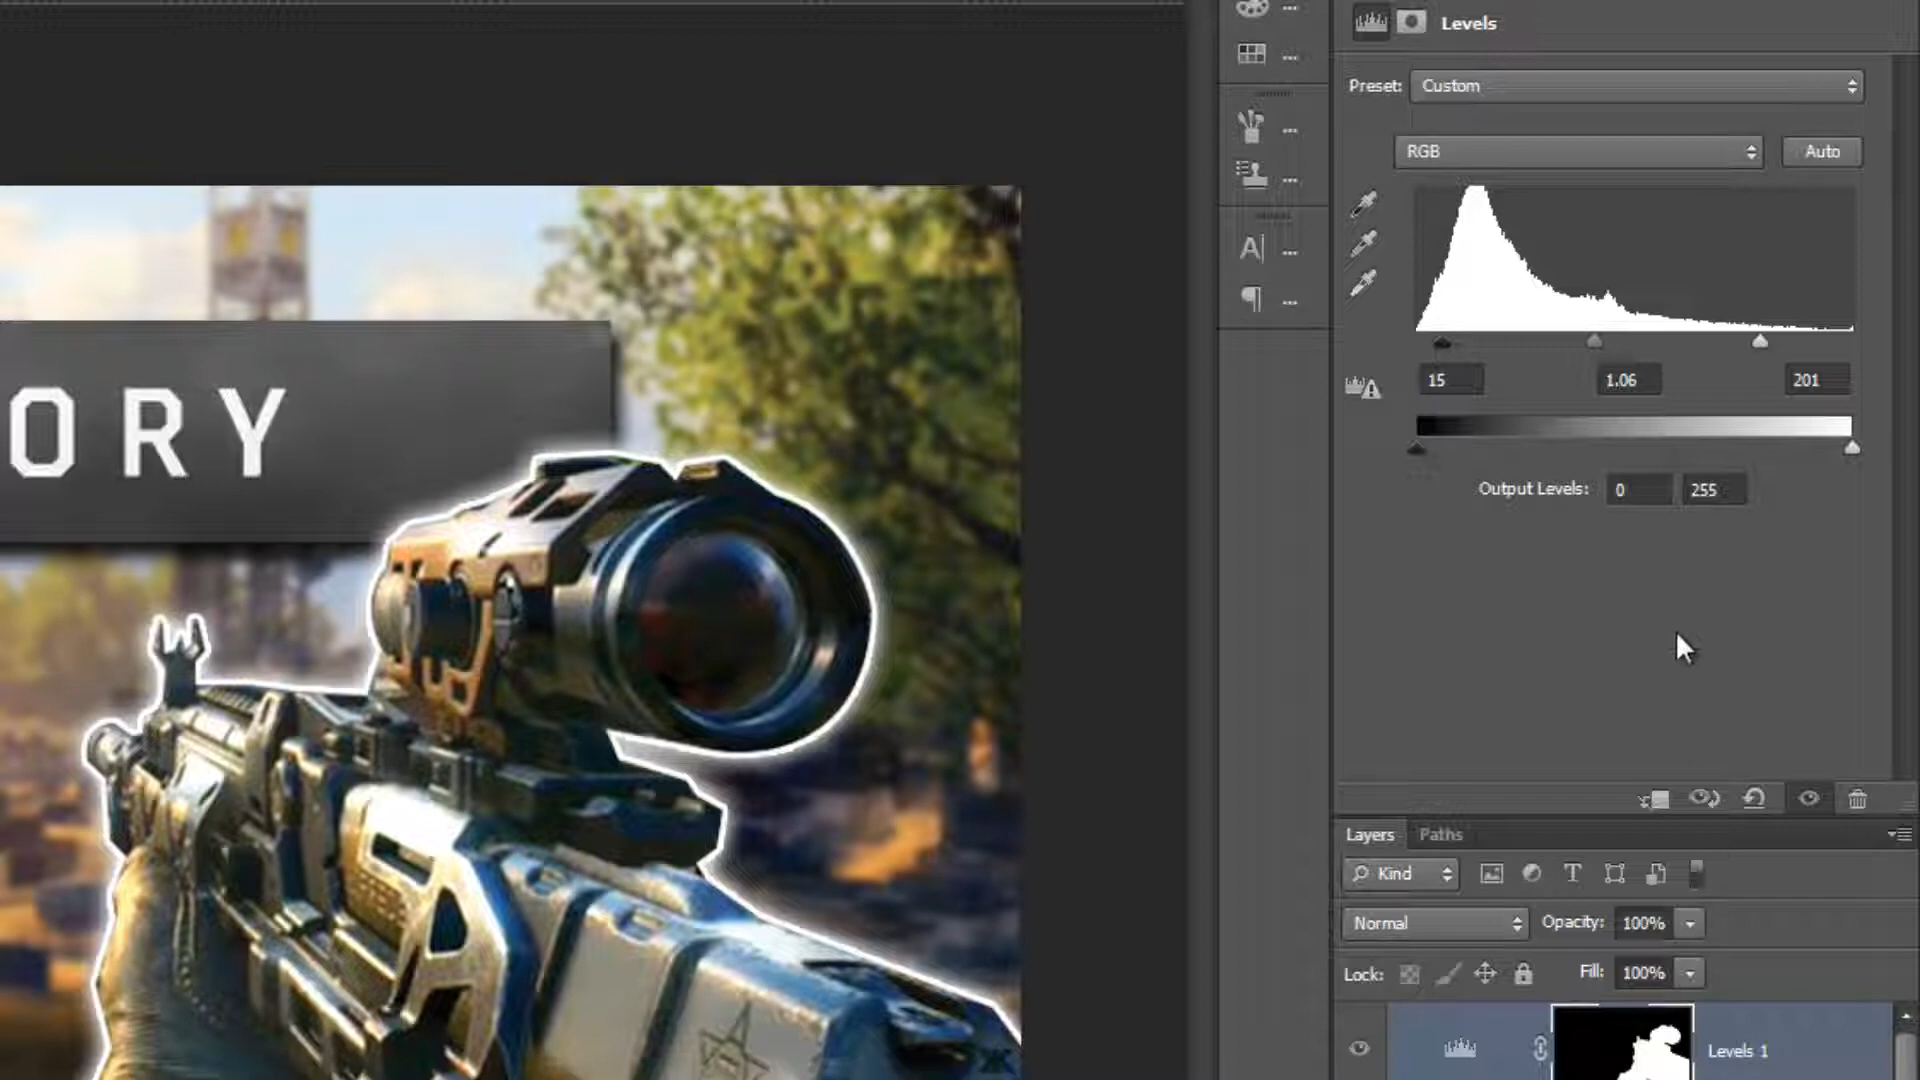 Levels
Preset: Custom
RGB Auto
15 1.06 201
Output Levels: 0 255
ORY
Layers Paths
Kind
Normal Opacity: 100%
Lock: Fill: 100%
Levels 1